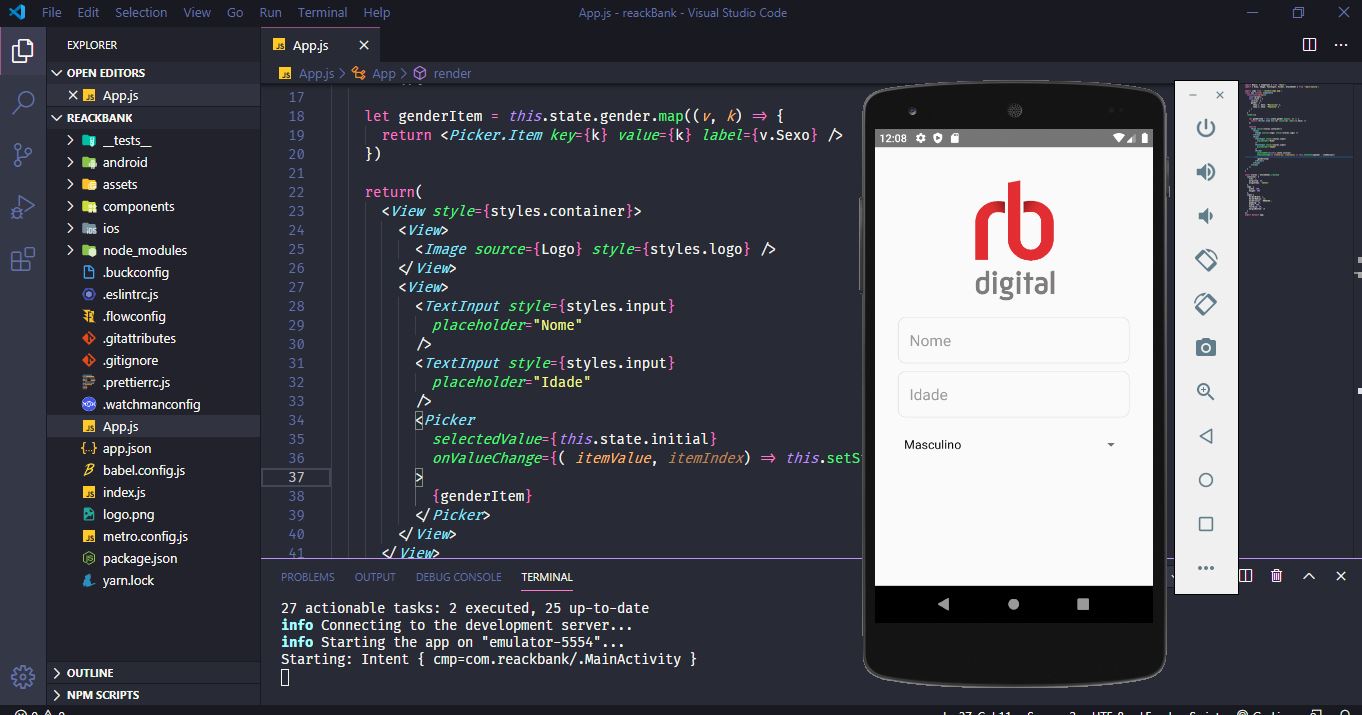 File Edit Selection View Go Run Terminal Help
App.js - reackBank - Visual Studio Code
EXPLORER
OPEN EDITORS
App.js
REACKBANK
__tests__
android
assets
components
ios
node_modules
.buckconfig
.eslintrc.js
.flowconfig
.gitattributes
.gitignore
.prettierrc.js
.watchmanconfig
App.js
app.json
babel.config.js
index.js
logo.png
metro.config.js
package.json
yarn.lock
OUTLINE
NPM SCRIPTS
App.js
App.js > App > render
17
18 let genderItem = this.state.gender.map((v, k) => {
19 return <Picker.Item key={k} value={k} label={v.Sexo} />
20 })
21
22 return(
23 <View style={styles.container}>
24 <View>
25 <Image source={Logo} style={styles.logo} />
26 </View>
27 <View>
28 <TextInput style={styles.input}
29 placeholder="Nome"
30 />
31 <TextInput style={styles.input}
32 placeholder="Idade"
33 />
34 <Picker
35 selectedValue={this.state.initial}
36 onValueChange={( itemValue, itemIndex) => this.setS
37 >
38 {genderItem}
39 </Picker>
40 </View>
41 </View>
PROBLEMS OUTPUT DEBUG CONSOLE TERMINAL
27 actionable tasks: 2 executed, 25 up-to-date
info Connecting to the development server...
info Starting the app on "emulator-5554"...
Starting: Intent { cmp=com.reackbank/.MainActivity }
12:08
rb
digital
Nome
Idade
Masculino